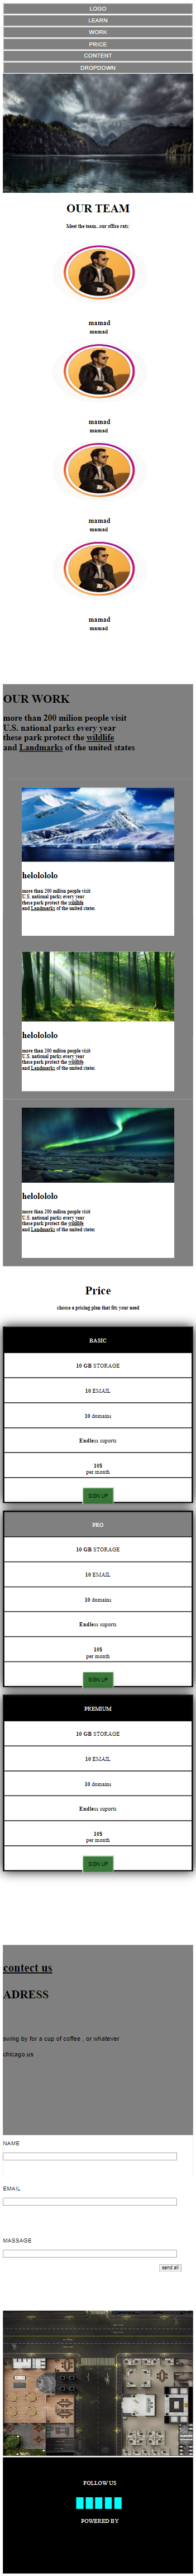 LOGO
LEARN
WORK
PRICE
CONTENT
DROPDOWN
OUR TEAM
Meet the team..our office rats:
mamad
mamad
mamad
mamad
mamad
mamad
mamad
mamad
OUR WORK
more than 200 milion people visit
U.S. national parks every year
these park protect the wildlife
and Landmarks of the united states
helolololo
more than 200 milion people visit
U.S. national parks every year
these park protect the wildlife
and Landmarks of the united states
helolololo
more than 200 milion people visit
U.S. national parks every year
these park protect the wildlife
and Landmarks of the united states
helolololo
more than 200 milion people visit
U.S. national parks every year
these park protect the wildlife
and Landmarks of the united states
Price
choose a pricing plan that fits your need
BASIC
10 GB STORAGE
10 EMAIL
10 domains
Endless suports
10$
per month
SIGN UP
PRO
10 GB STORAGE
10 EMAIL
10 domains
Endless suports
10$
per month
SIGN UP
PREMIUM
10 GB STORAGE
10 EMAIL
10 domains
Endless suports
10$
per month
SIGN UP
contact us
ADRESS
swing by for a cup of coffee . or whatever
chicago,us
NAME
EMAIL
MASSAGE
send all
FOLLOW US
POWERED BY